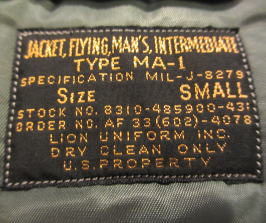 JACKET, FLYING, MAN'S, INTERMEDIATE
TYPE MA-1
SPECIFICATION MIL-J-8279
SIZE SMALL
STOCK NO. 8310-485900-431
ORDER NO. AF 33(602)-4078
LION UNIFORM INC.
DRY CLEAN ONLY
U.S. PROPERTY